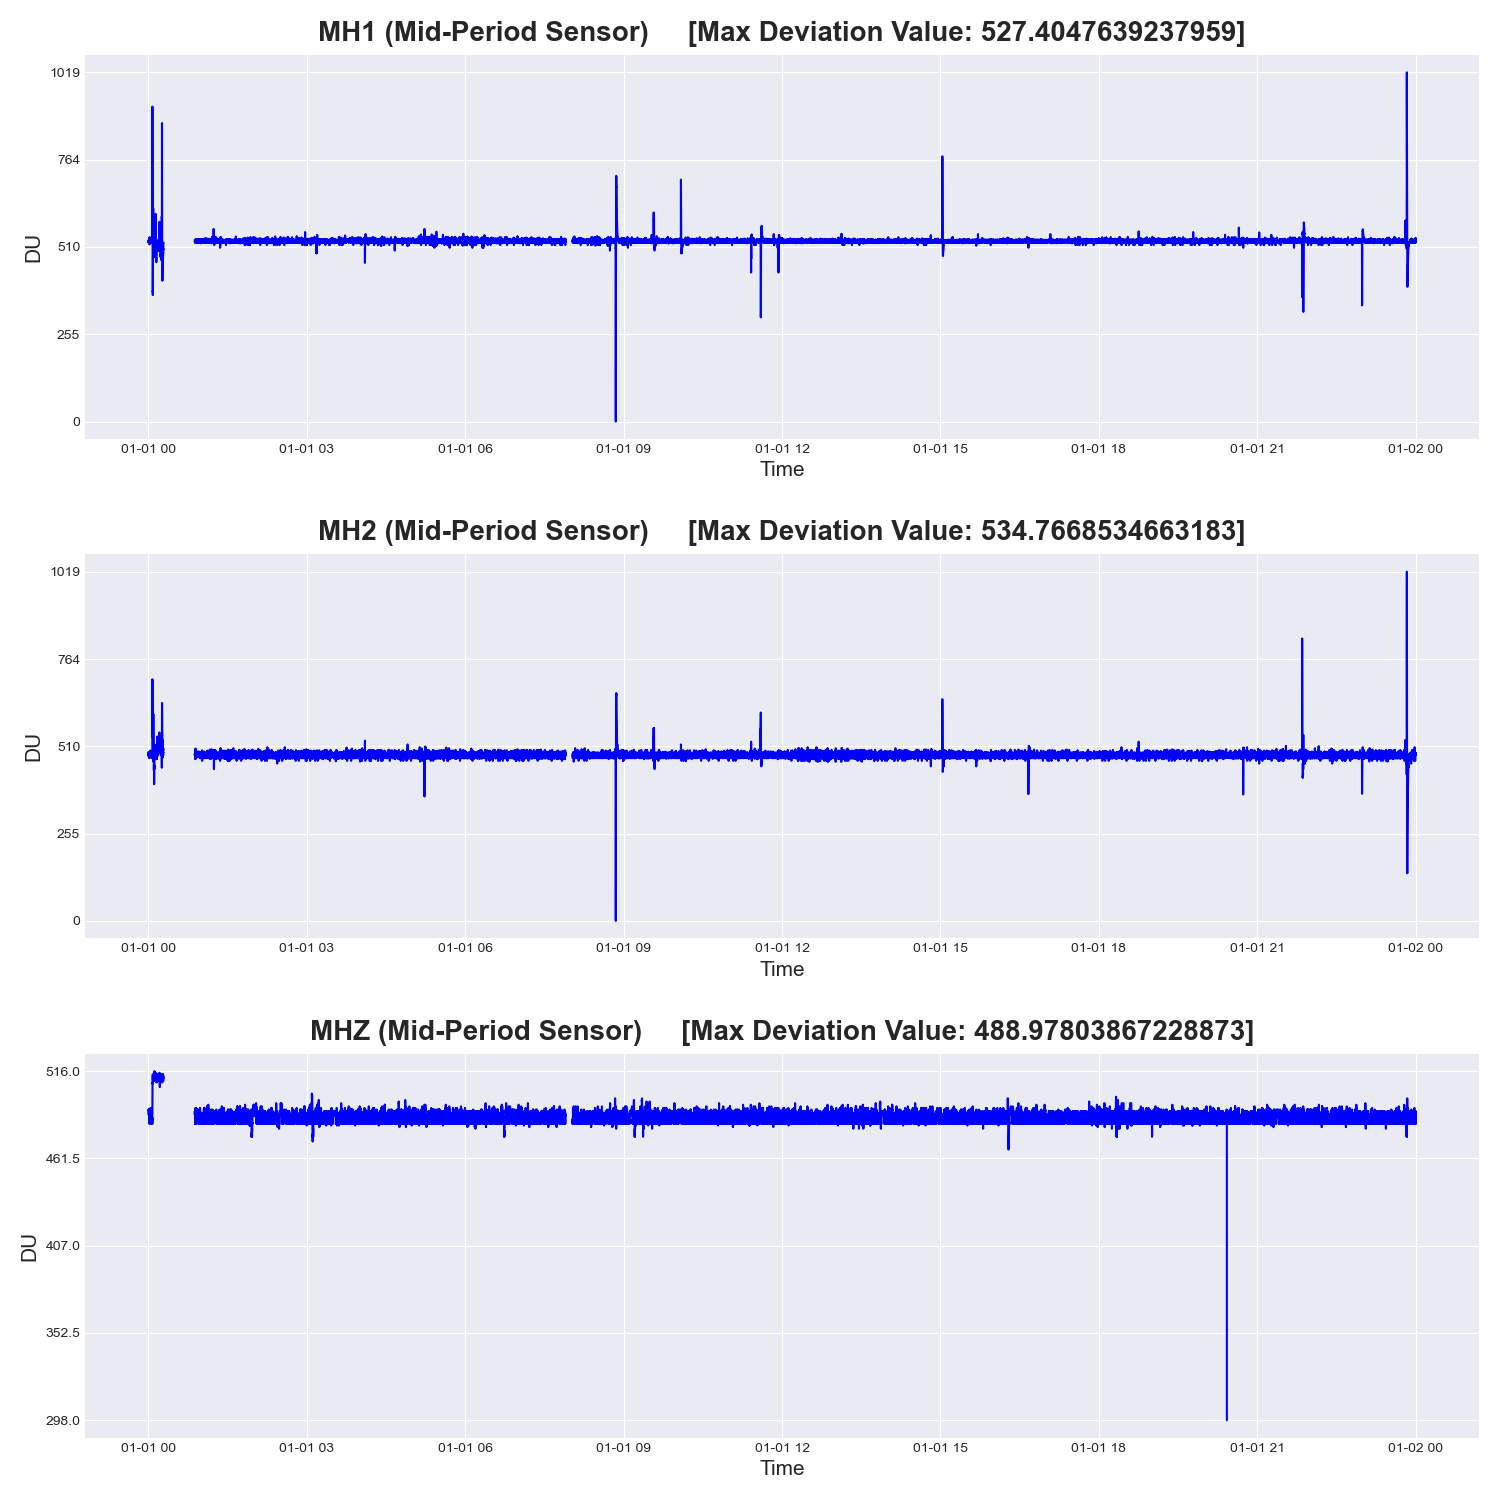 MH1 (Mid-Period Sensor) [Max Deviation Value: 527.4047639237959]
1019
764
510
255
0
DU
01-01 00 01-01 03 01-01 06 01-01 09 01-01 12 01-01 15 01-01 18 01-01 21 01-02 00
Time
MH2 (Mid-Period Sensor) [Max Deviation Value: 534.7668534663183]
1019
764
510
255
0
DU
01-01 00 01-01 03 01-01 06 01-01 09 01-01 12 01-01 15 01-01 18 01-01 21 01-02 00
Time
MHZ (Mid-Period Sensor) [Max Deviation Value: 488.97803867228873]
516.0
461.5
407.0
352.5
298.0
DU
01-01 00 01-01 03 01-01 06 01-01 09 01-01 12 01-01 15 01-01 18 01-01 21 01-02 00
Time